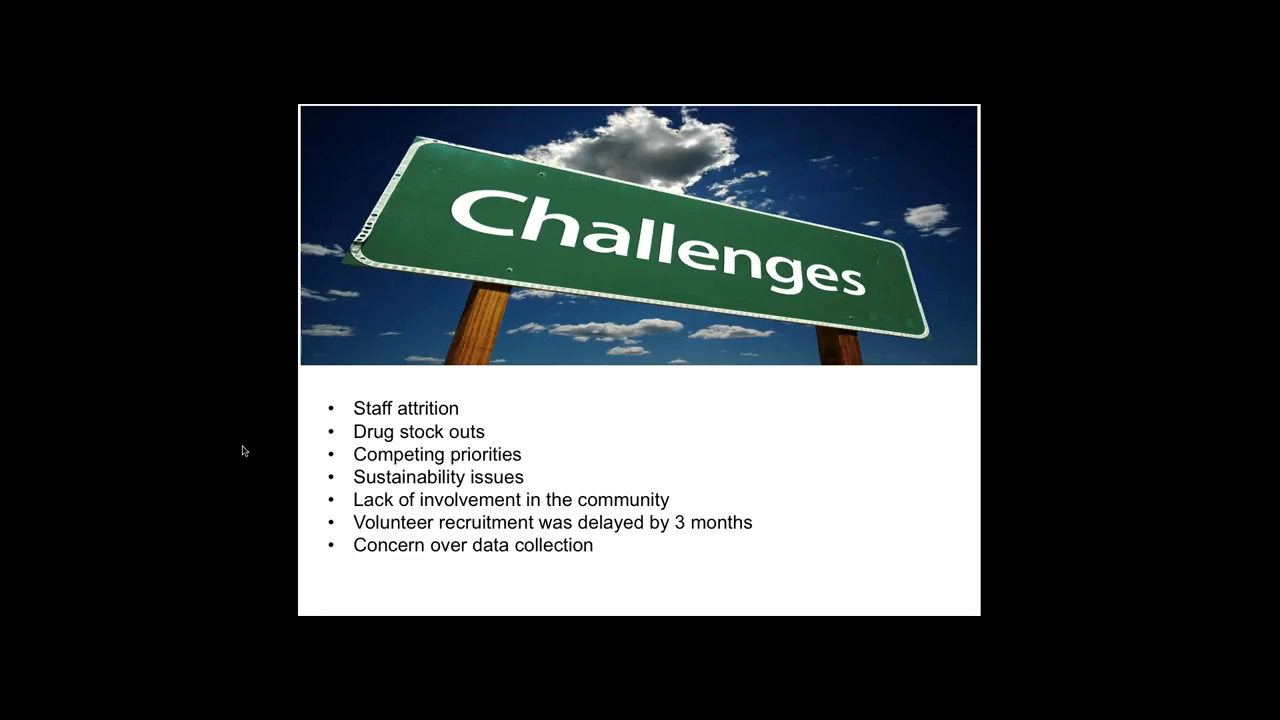 Challenges
• Staff attrition
• Drug stock outs
• Competing priorities
• Sustainability issues
• Lack of involvement in the community
• Volunteer recruitment was delayed by 3 months
• Concern over data collection